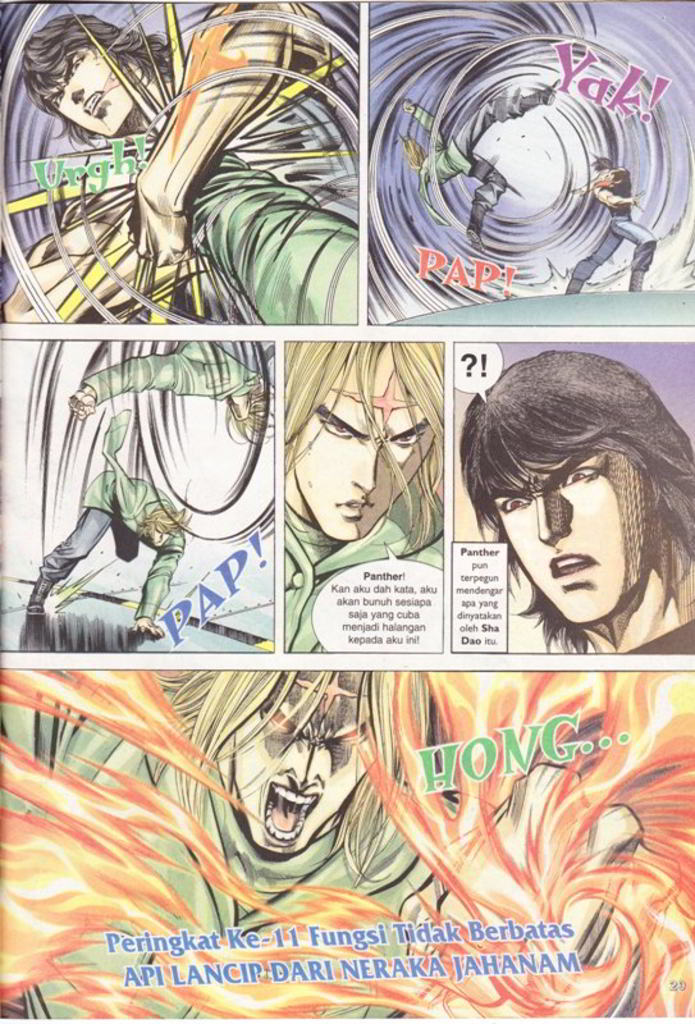 Urgh!
Yak!
PAP!
PAP!
Panther!
Kan aku dah kata, aku
akan bunuh sesiapa
saja yang cuba
menjadi halangan
kepada aku ini!
?!
Panther
pun
terpegun
mendengar
apa yang
dinyatakan
oleh Sha
Dao itu.
HONG...
Peringkat Ke-11 Fungsi Tidak Berbatas
API LANCIP DARI NERAKA JAHANAM
29